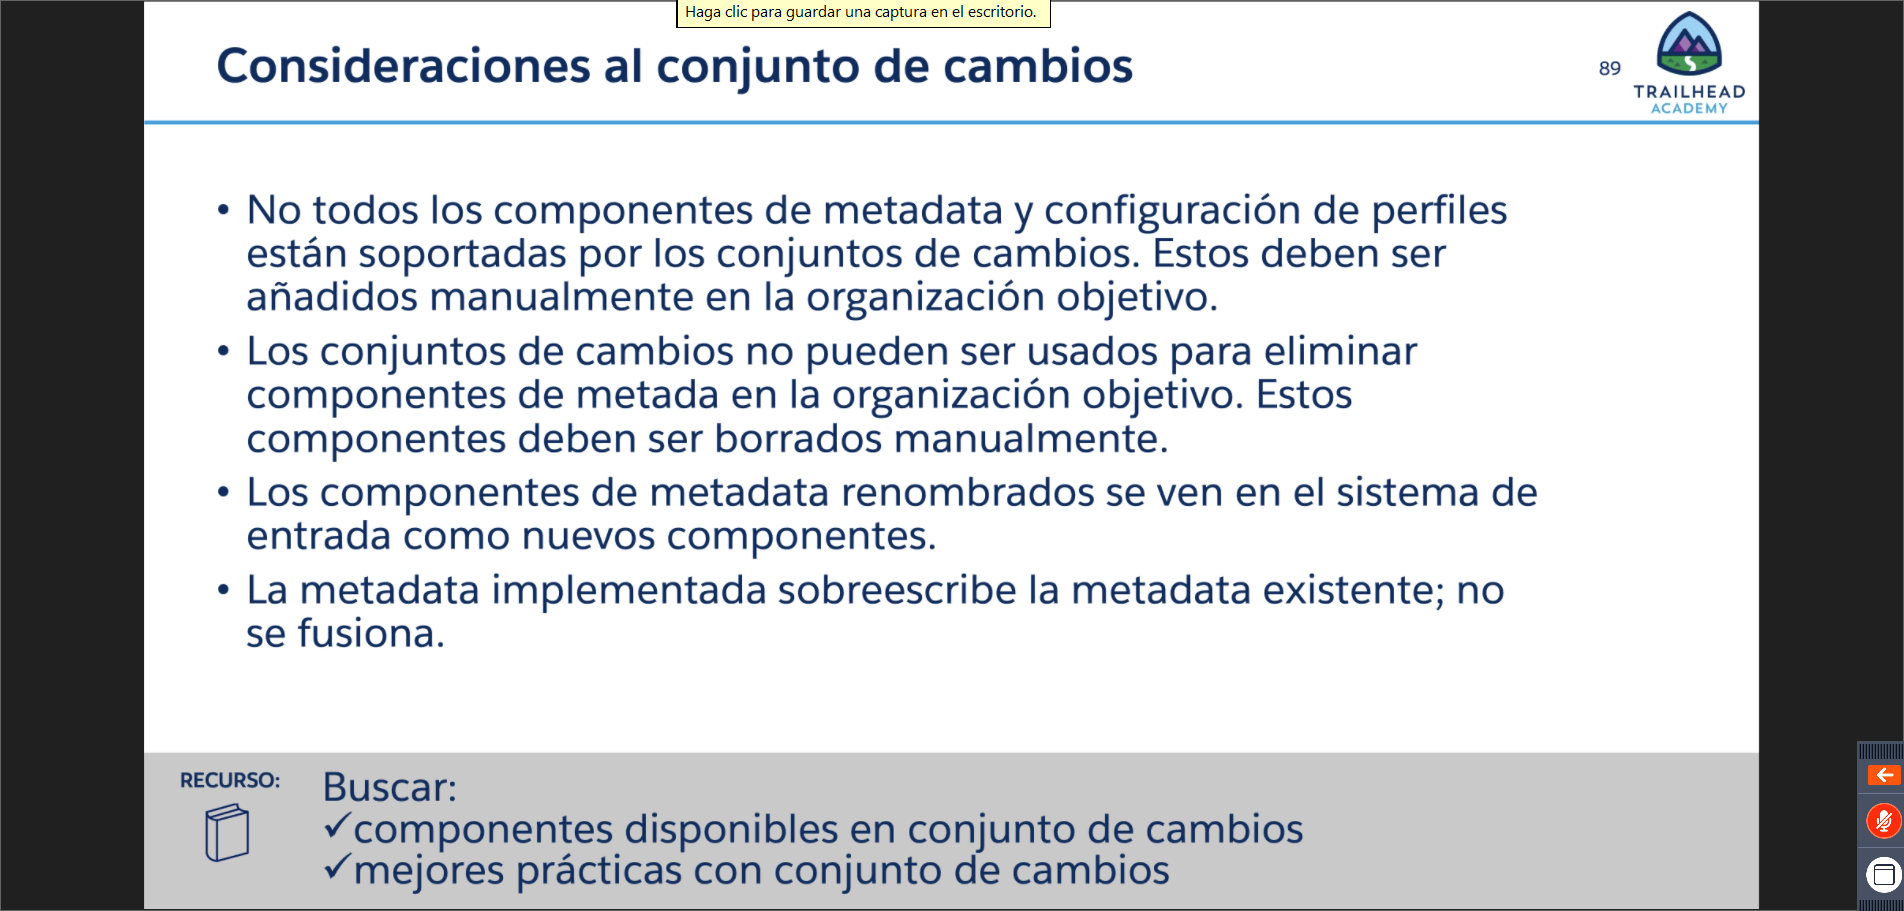 Haga clic para guardar una captura en el escritorio.
Consideraciones al conjunto de cambios
89
TRAILHEAD
ACADEMY
• No todos los componentes de metadata y configuración de perfiles
están soportadas por los conjuntos de cambios. Estos deben ser
añadidos manualmente en la organización objetivo.
• Los conjuntos de cambios no pueden ser usados para eliminar
componentes de metada en la organización objetivo. Estos
componentes deben ser borrados manualmente.
• Los componentes de metadata renombrados se ven en el sistema de
entrada como nuevos componentes.
• La metadata implementada sobreescribe la metadata existente; no
se fusiona.
RECURSO:
Buscar:
✓componentes disponibles en conjunto de cambios
✓mejores prácticas con conjunto de cambios